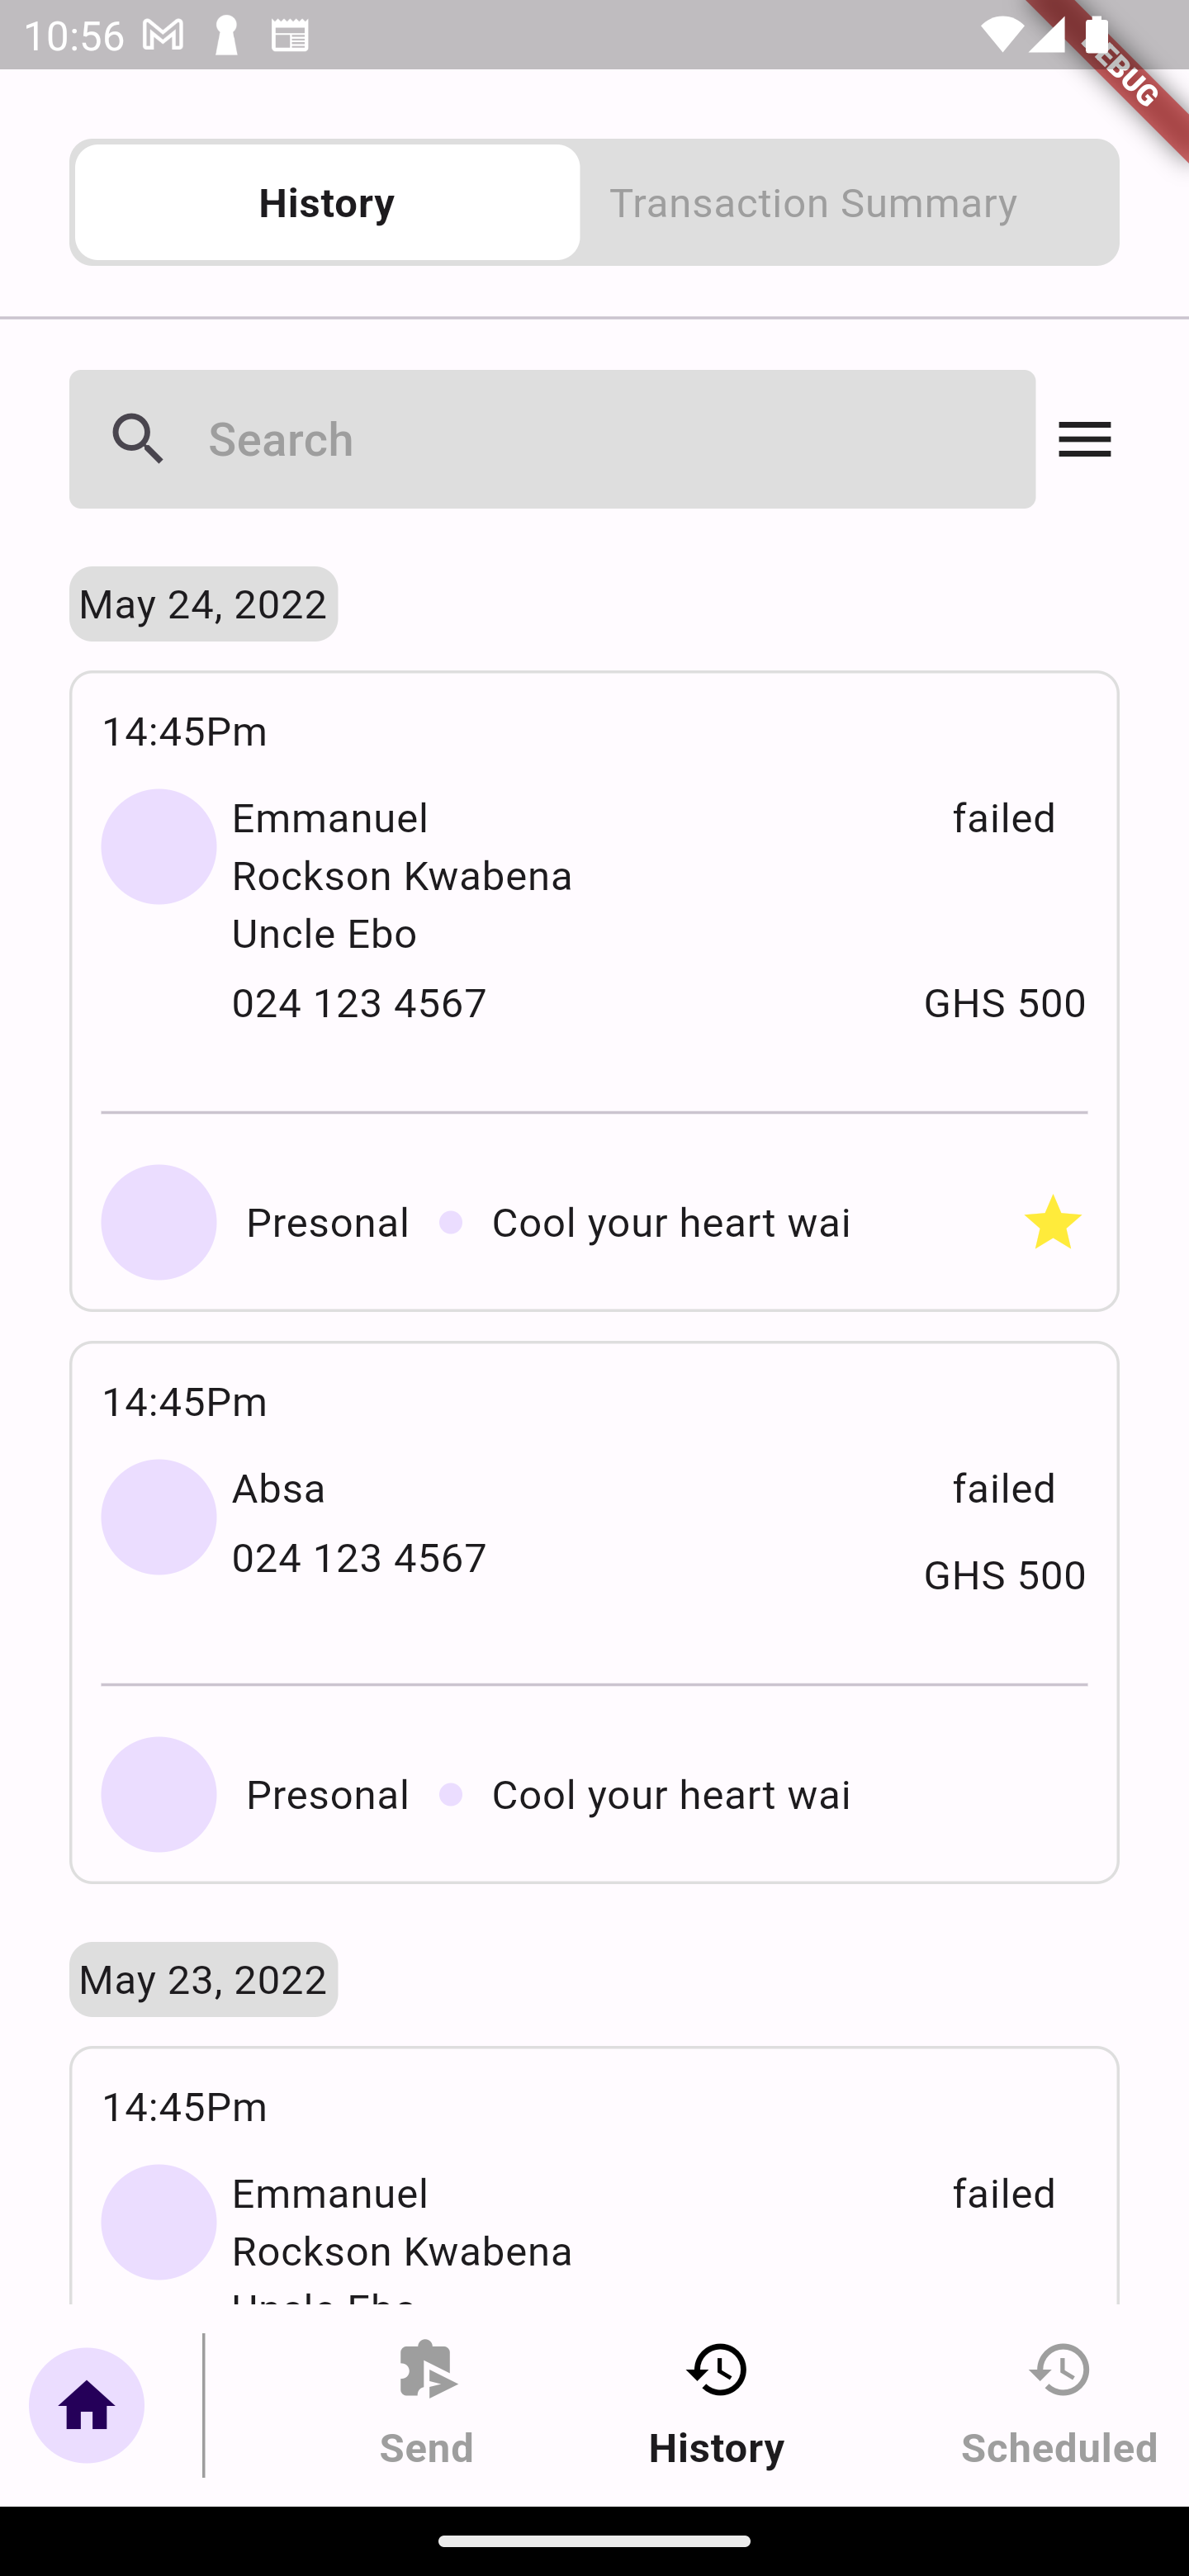 10:56
DEBUG
History
Transaction Summary
Search
May 24, 2022
14:45Pm
Emmanuel
failed
Rockson Kwabena
Uncle Ebo
024 123 4567
GHS 500
Presonal
Cool your heart wai
14:45Pm
Absa
failed
024 123 4567
GHS 500
Presonal
Cool your heart wai
May 23, 2022
14:45Pm
Emmanuel
failed
Rockson Kwabena
Uncle Ebo
Send
History
Scheduled